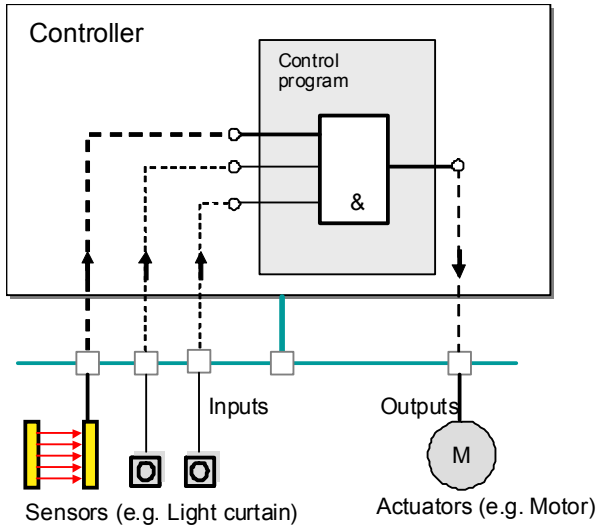 Controller
Control
program
&
Inputs
Outputs
M
Sensors (e.g. Light curtain)
Actuators (e.g. Motor)